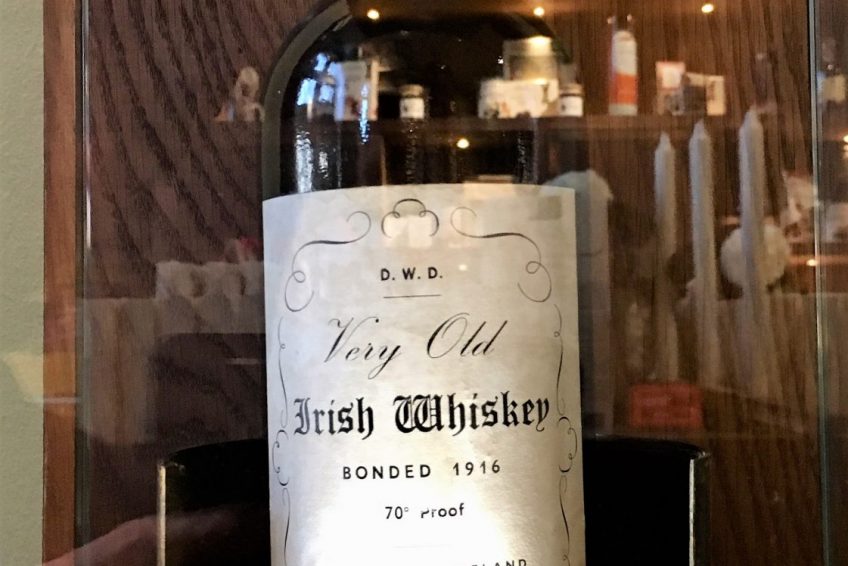 D. W. D.
Very Old
Irish Whiskey
BONDED 1916
70° Proof